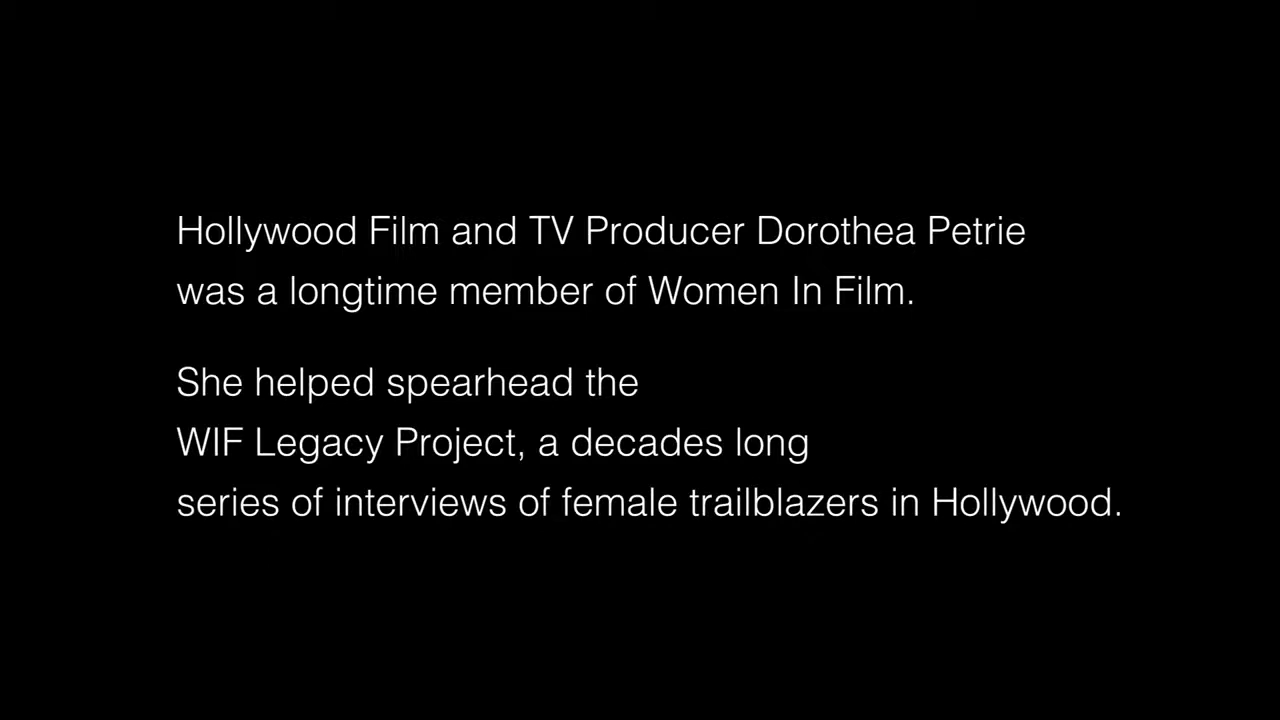 Hollywood Film and TV Producer Dorothea Petrie
was a longtime member of Women In Film.
She helped spearhead the
WIF Legacy Project, a decades long
series of interviews of female trailblazers in Hollywood.